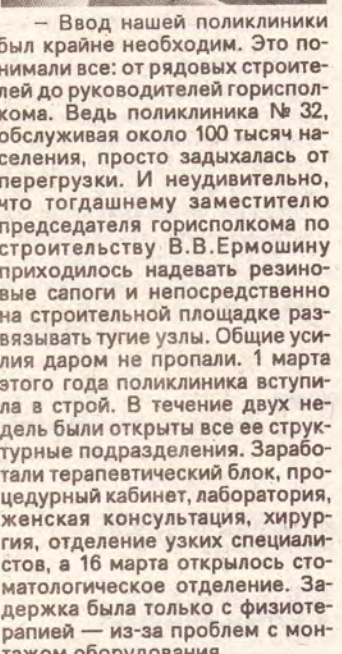 – Ввод нашей поликлиники
был крайне необходим. Это по-
нимали все: от рядовых строите-
лей до руководителей гориспол-
кома. Ведь поликлиника № 32,
обслуживая около 100 тысяч на-
селения, просто задыхалась от
перегрузки. И неудивительно,
что тогдашнему заместителю
председателя горисполкома по
строительству В.В.Ермошину
приходилось надевать резино-
вые сапоги и непосредственно
на строительной площадке раз-
вязывать тугие узлы. Общие уси-
лия даром не пропали. 1 марта
этого года поликлиника вступи-
ла в строй. В течение двух не-
дель были открыты все ее струк-
турные подразделения. Зарабо-
тали терапевтический блок, про-
цедурный кабинет, лаборатория,
женская консультация, хирур-
гия, отделение узких специали-
стов, а 16 марта открылось сто-
матологическое отделение. За-
держка была только с физиоте-
рапией — из-за проблем с мон-
тажом оборудования.